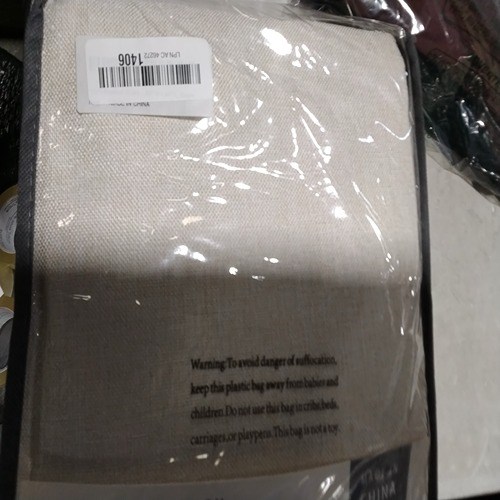 1406
Warning:To avoid danger of suffocation,
keep this plastic bag away from babies and
children.Do not use this bag in cribs,beds,
carriages,or playpens.This bag is not a toy.